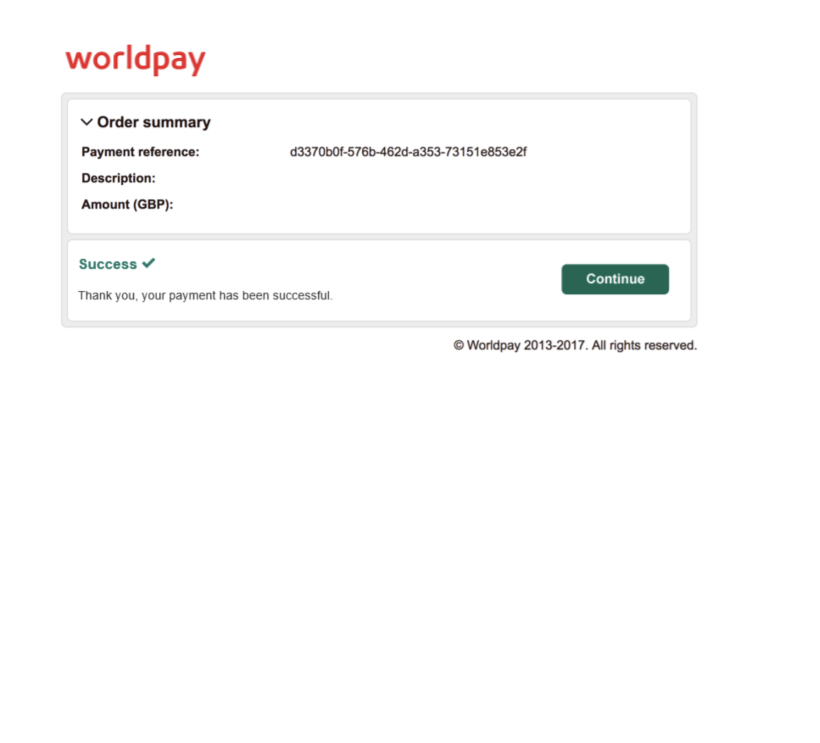 worldpay
Order summary
Payment reference: d3370b0f-576b-462d-a353-73151e853e2f
Description:
Amount (GBP):
Success
Continue
Thank you, your payment has been successful.
© Worldpay 2013-2017. All rights reserved.